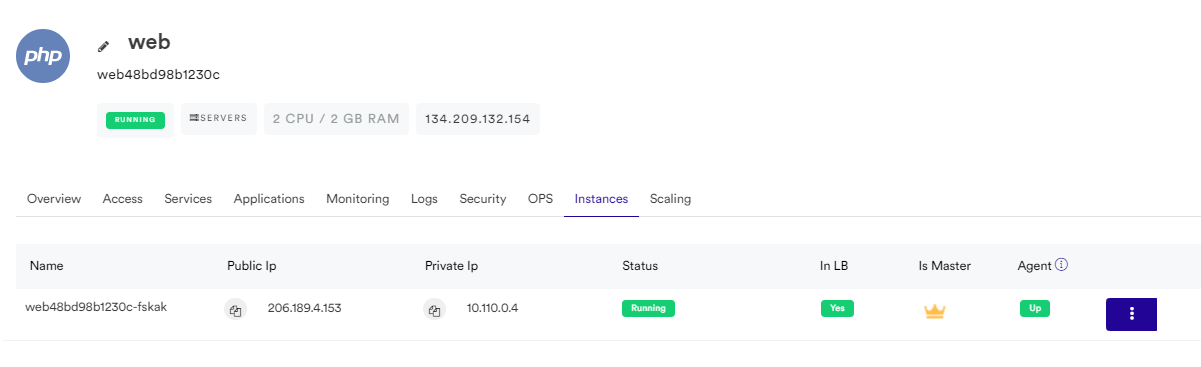 php
web
web48bd98b1230c
RUNNING SERVERS 2 CPU / 2 GB RAM 134.209.132.154
Overview Access Services Applications Monitoring Logs Security OPS Instances Scaling
Name Public Ip Private Ip Status In LB Is Master Agent
web48bd98b1230c-fskak 206.189.4.153 10.110.0.4 Running Yes Up